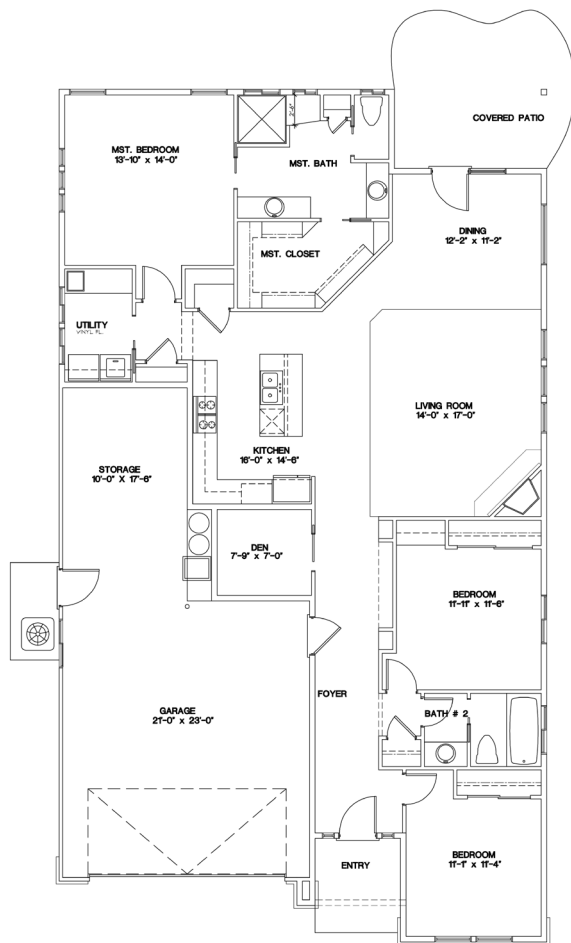 COVERED PATIO
MST. BEDROOM
13'-10" x 14'-0"
2'-6"
MST. BATH
DINING
12'-2" x 11'-2"
MST. CLOSET
UTILITY
VINYL FL.
LIVING ROOM
14'-0" x 17'-0"
KITCHEN
16'-0" x 14'-6"
STORAGE
10'-0" X 17'-6"
DEN
7'-9" x 7'-0"
BEDROOM
11'-11" x 11'-6"
FOYER
GARAGE
21'-0" x 23'-0"
BATH # 2
ENTRY
BEDROOM
11'-1" x 11'-4"